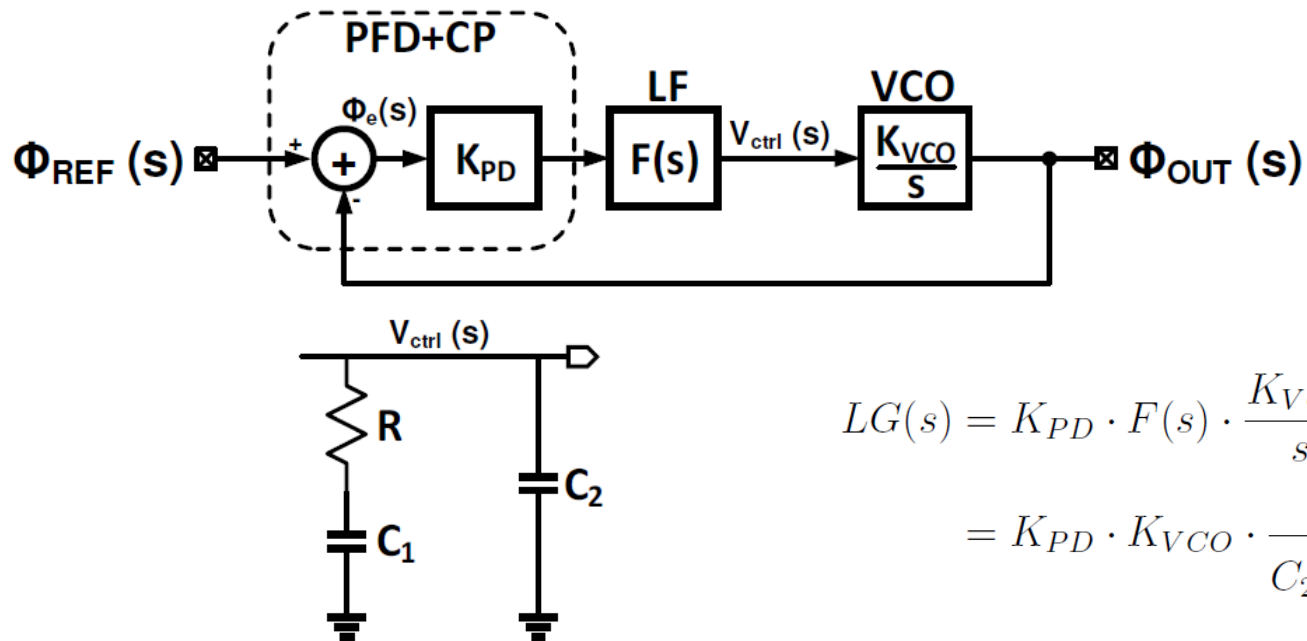 PFD+CP
LF
VCO
Φe(s)
Vctrl (s)
ΦREF (s)
+
+
-
KPD
F(s)
KVCO
s
ΦOUT (s)
Vctrl (s)
R
C1
C2
LG(s) = KPD · F(s) ·
s
= KPD · KVCO ·